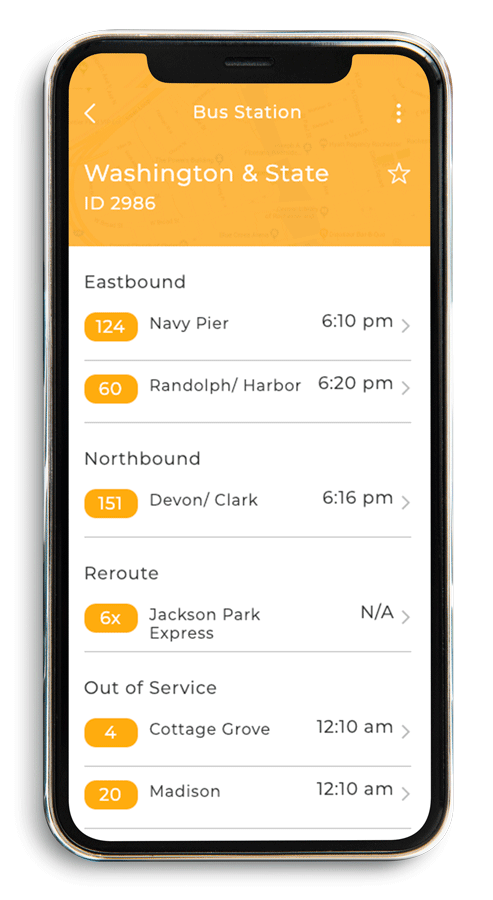 Bus Station
Washington & State
ID 2986
Eastbound
124 Navy Pier 6:10 pm
60 Randolph/ Harbor 6:20 pm
Northbound
151 Devon/ Clark 6:16 pm
Reroute
6x Jackson Park N/A
Express
Out of Service
4 Cottage Grove 12:10 am
20 Madison 12:10 am